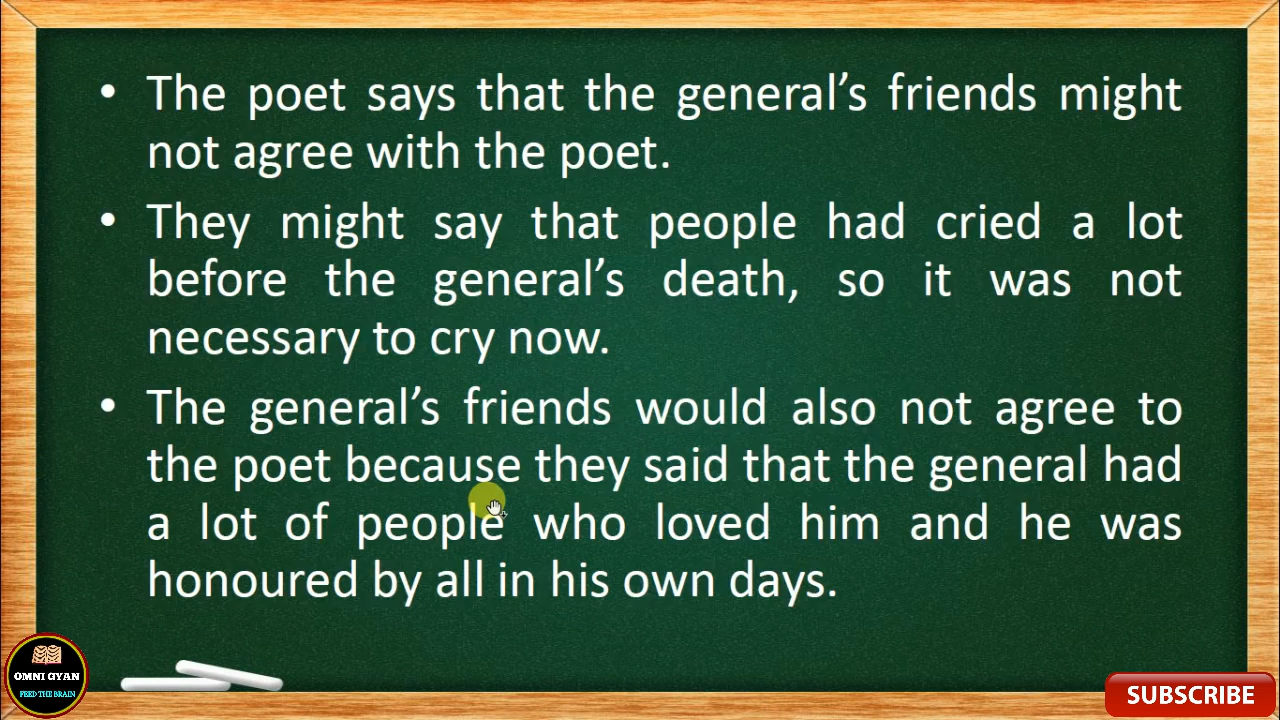 • The poet says that the general’s friends might
not agree with the poet.
• They might say that people had cried a lot
before the general’s death, so it was not
necessary to cry now.
• The general’s friends would also not agree to
the poet because they said that the general had
a lot of people who loved him and he was
honoured by all in his own days.
OMNI GYAN
FEED THE BRAIN
SUBSCRIBE